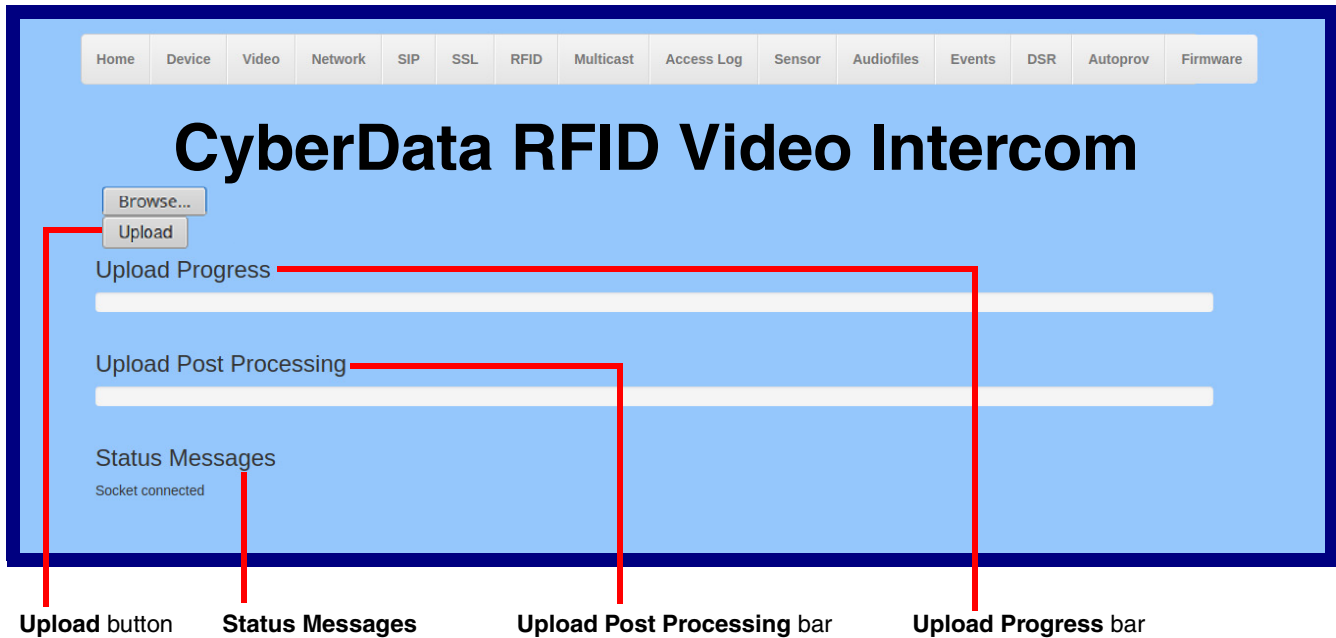 Home Device Video Network SIP SSL RFID Multicast Access Log Sensor Audiofiles Events DSR Autoprov Firmware
CyberData RFID Video Intercom
Browse...
Upload
Upload Progress
Upload Post Processing
Status Messages
Socket connected
Upload button Status Messages Upload Post Processing bar Upload Progress bar